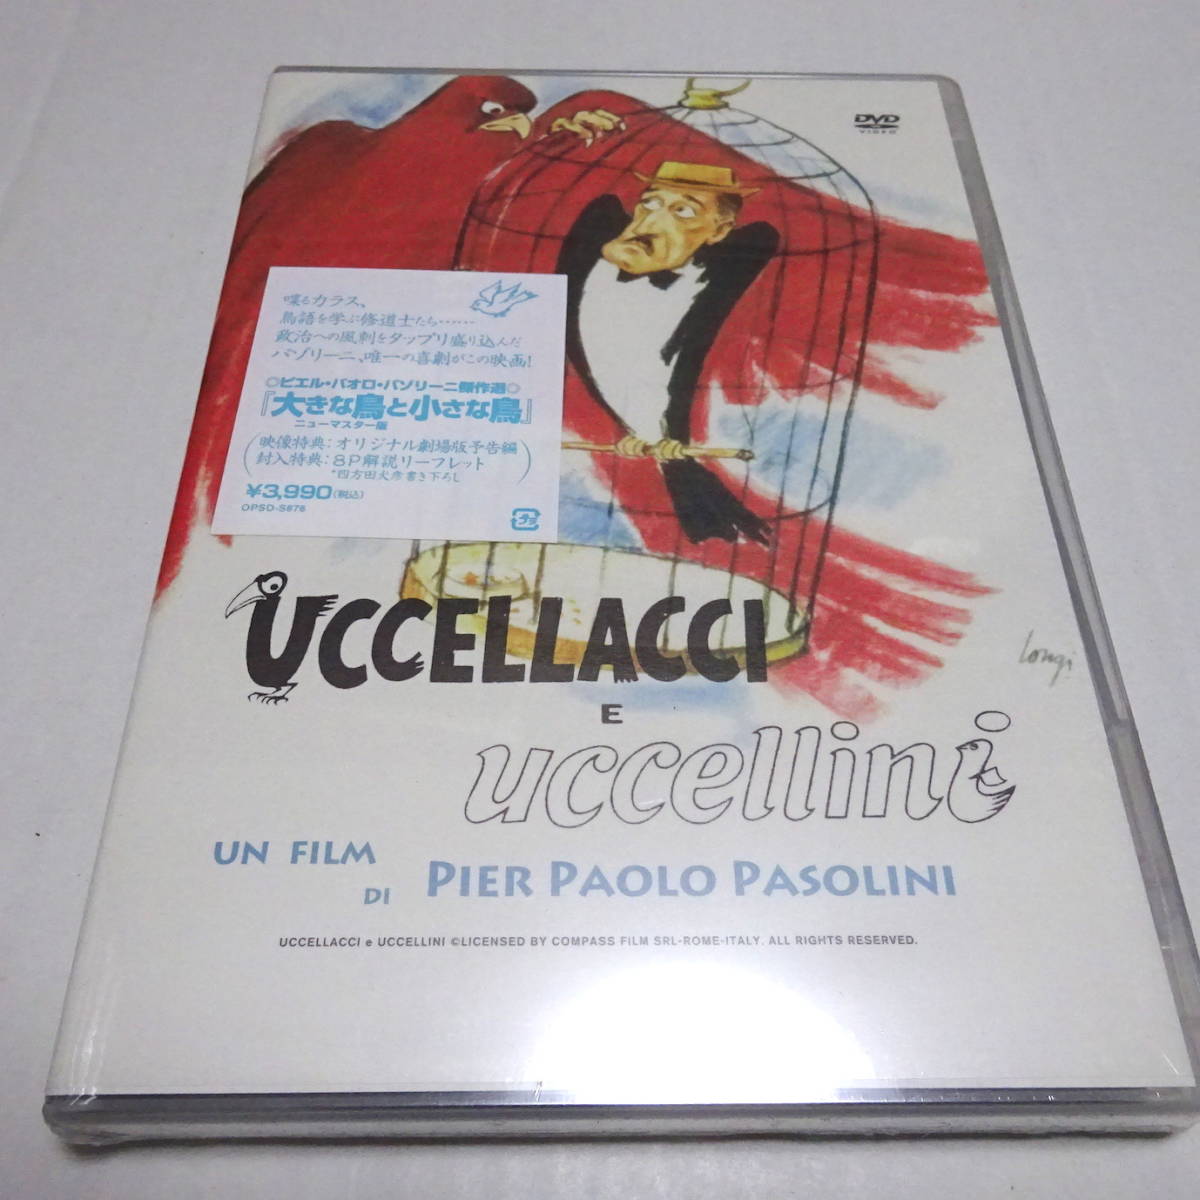 DVD
VIDEO
喋るカラス、
鳥語を学ぶ修道士たち……
政治への風刺をタップリ盛り込んだ
パゾリーニ、唯一の喜劇がこの映画!
◎ピエル・パオロ・パゾリーニ傑作選◎
『大きな鳥と小さな鳥』
ニューマスター版
映像特典:オリジナル劇場版予告編
封入特典:8P解説リーフレット
*四方田犬彦書き下ろし
¥3,990(税込)
OPSD-S878
プラ
Longi
UCCELLACCI
E
uccellini
UN FILM
DI PIER PAOLO PASOLINI
UCCELLACCI e UCCELLINI ©LICENSED BY COMPASS FILM SRL-ROME-ITALY. ALL RIGHTS RESERVED.